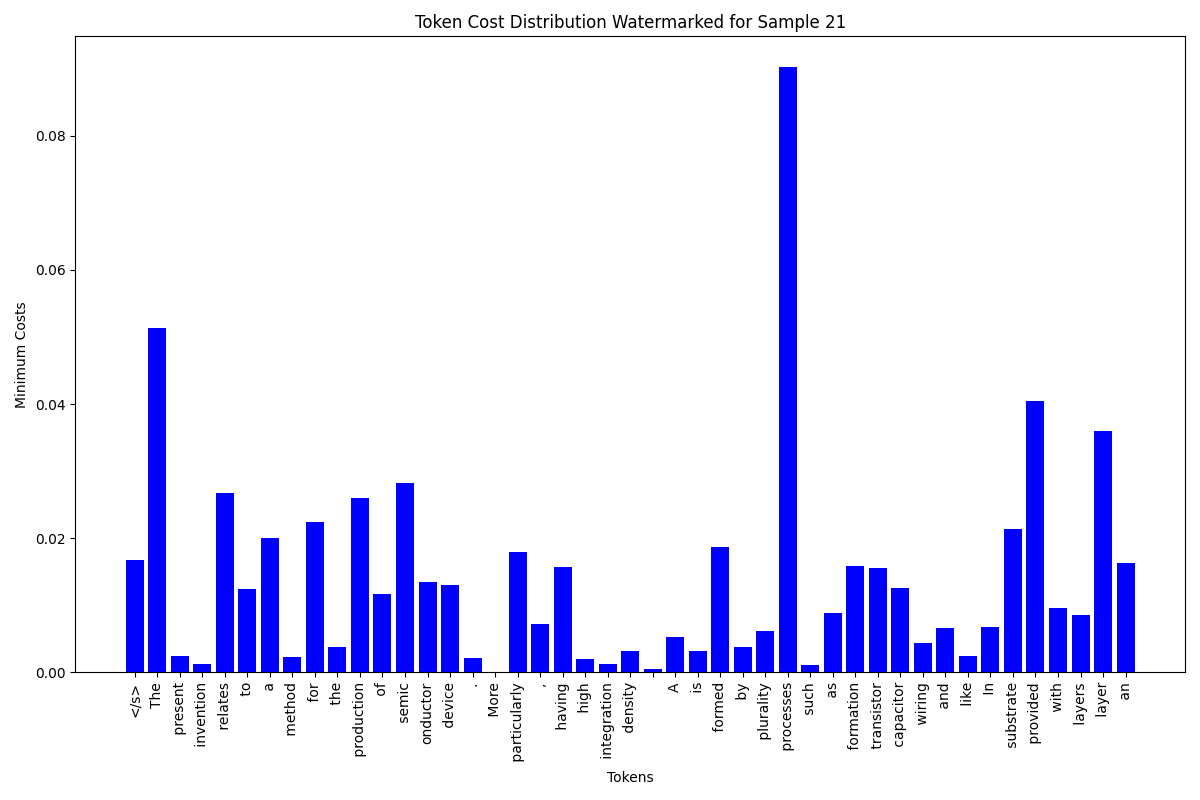 Token Cost Distribution Watermarked for Sample 21
Minimum Costs
0.08
0.06
0.04
0.02
0.00
</s>
The
present
invention
relates
to
a
method
for
the
production
of
semic
onductor
device
.
More
particularly
,
having
high
integration
density
A
is
formed
by
plurality
processes
such
as
formation
transistor
capacitor
wiring
and
like
In
substrate
provided
with
layers
layer
an
Tokens